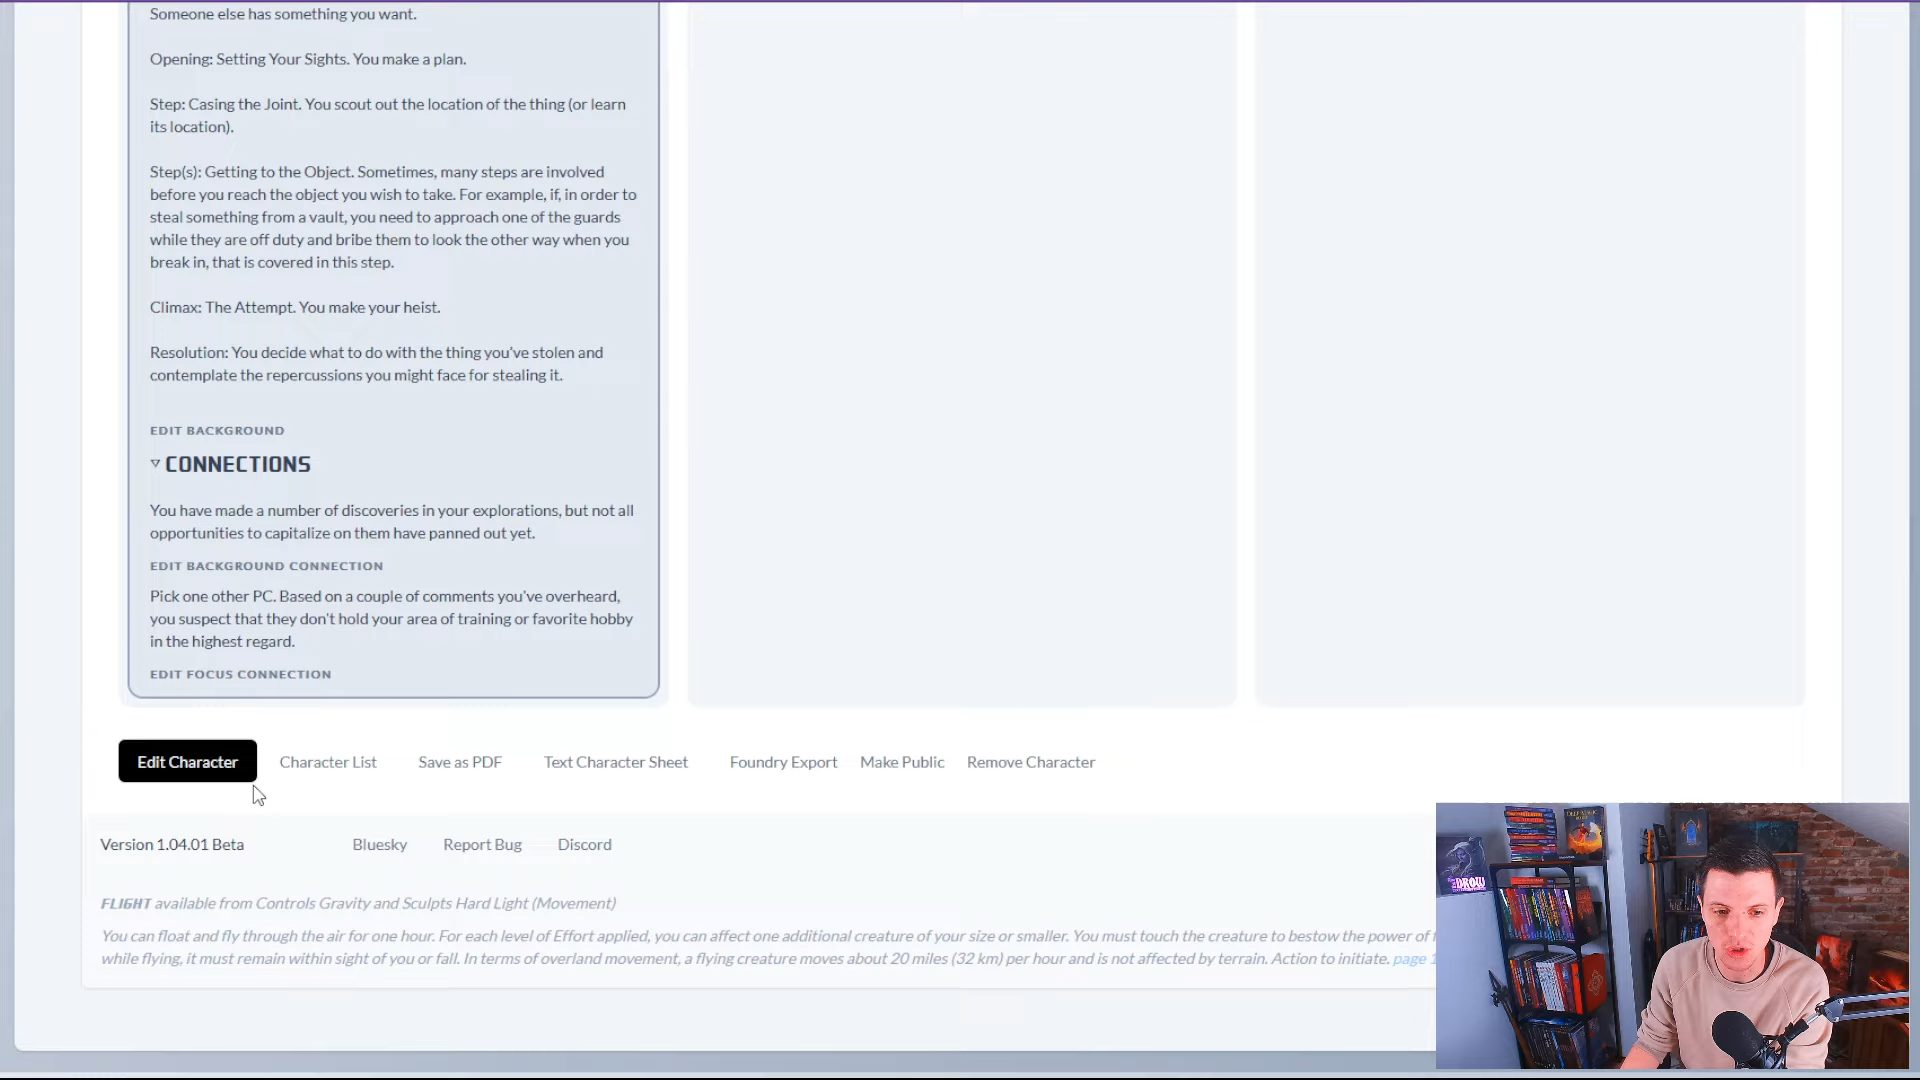 Someone else has something you want.
Opening: Setting Your Sights. You make a plan.
Step: Casing the Joint. You scout out the location of the thing (or learn
its location).
Step(s): Getting to the Object. Sometimes, many steps are involved
before you reach the object you wish to take. For example, if, in order to
steal something from a vault, you need to approach one of the guards
while they are off duty and bribe them to look the other way when you
break in, that is covered in this step.
Climax: The Attempt. You make your heist.
Resolution: You decide what to do with the thing you've stolen and
contemplate the repercussions you might face for stealing it.
EDIT BACKGROUND
CONNECTIONS
You have made a number of discoveries in your explorations, but not all
opportunities to capitalize on them have panned out yet.
EDIT BACKGROUND CONNECTION
Pick one other PC. Based on a couple of comments you've overheard,
you suspect that they don't hold your area of training or favorite hobby
in the highest regard.
EDIT FOCUS CONNECTION
Edit Character Character List Save as PDF Text Character Sheet Foundry Export Make Public Remove Character
Version 1.04.01 Beta Bluesky Report Bug Discord
FLIGHT available from Controls Gravity and Sculpts Hard Light (Movement)
You can float and fly through the air for one hour. For each level of Effort applied, you can affect one additional creature of your size or smaller. You must touch the creature to bestow the power of
while flying, it must remain within sight of you or fall. In terms of overland movement, a flying creature moves about 20 miles (32 km) per hour and is not affected by terrain. Action to initiate. page
DROW